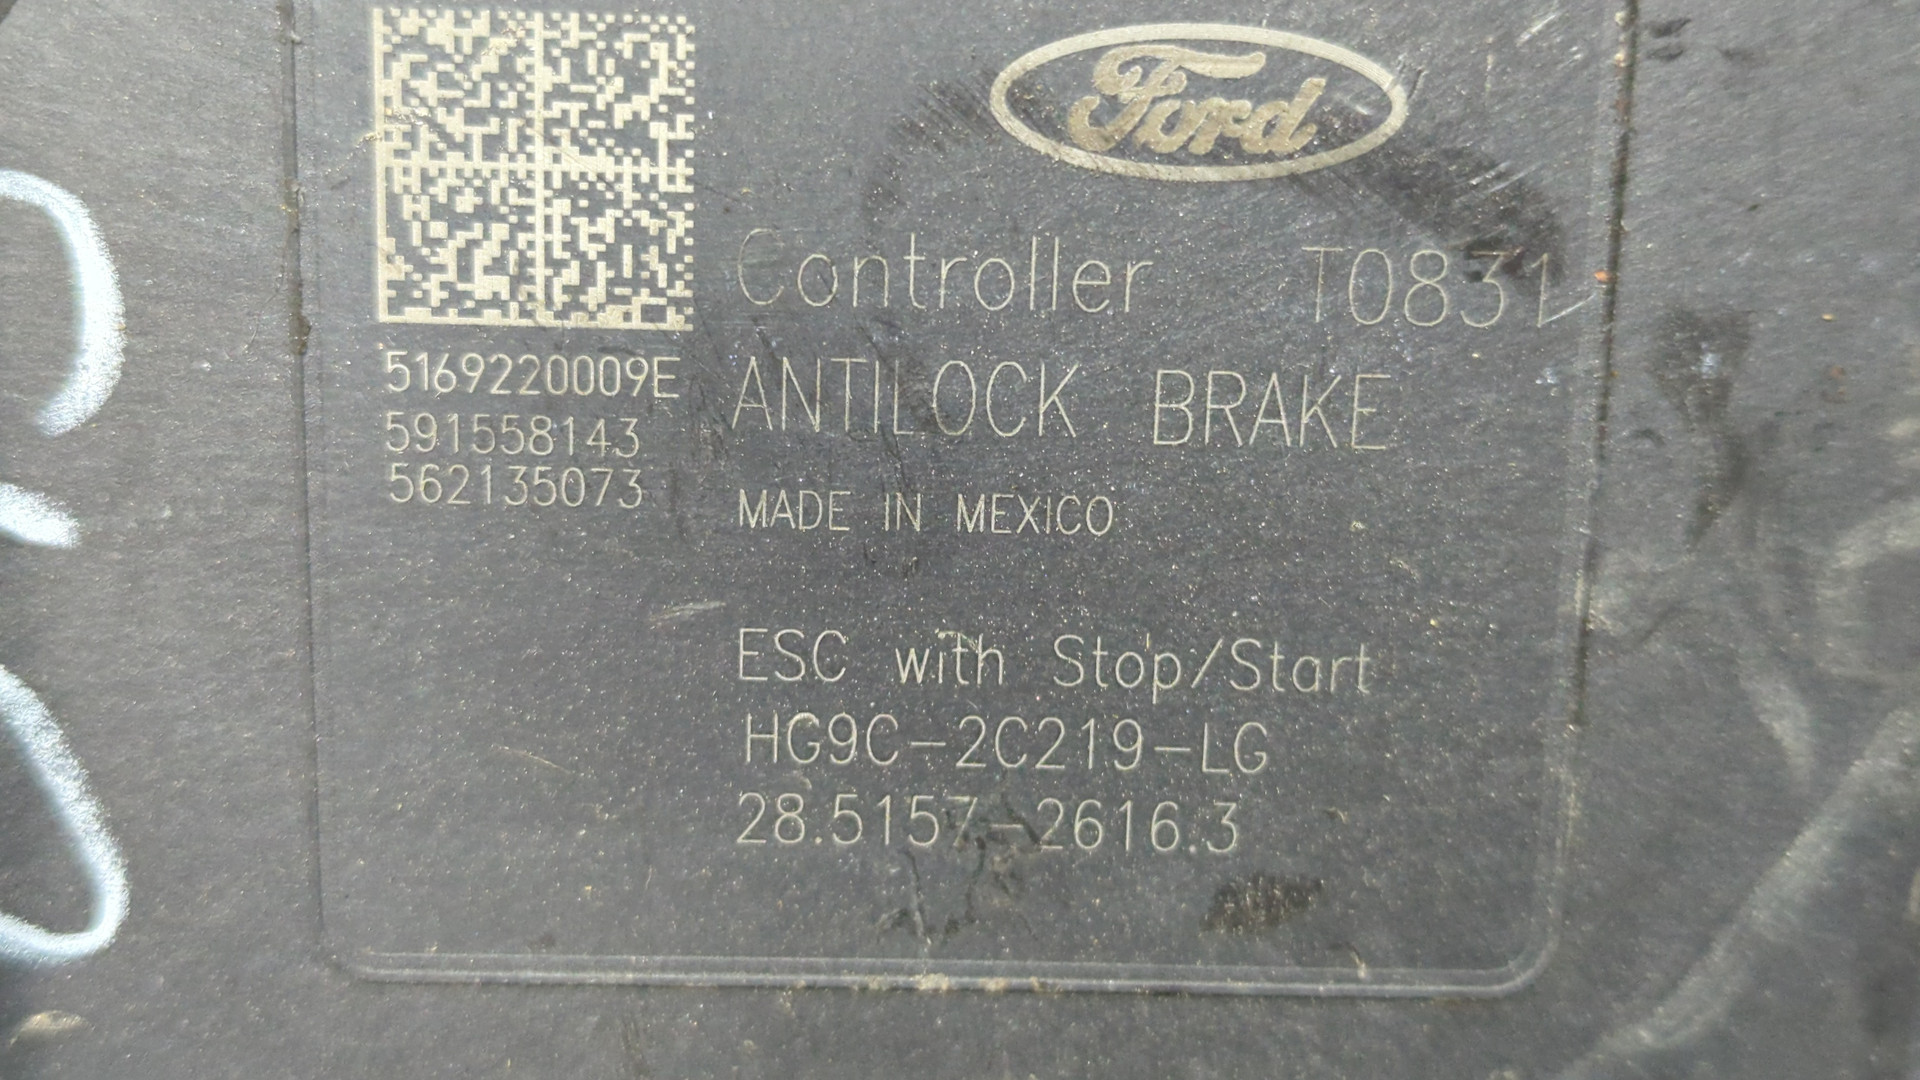 Ford
Controller T0831
5169220009E
591558143
562135073
ANTILOCK BRAKE
MADE IN MEXICO
ESC with Stop/Start
HG9C-2C219-LG
28.5157-2616.3